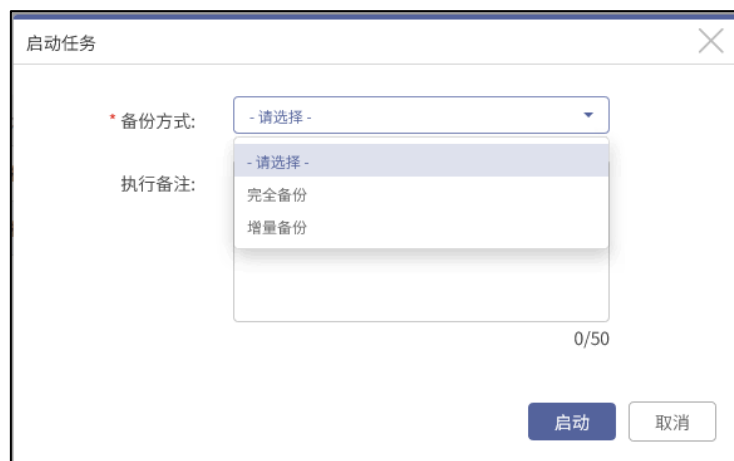 启动任务
* 备份方式: - 请选择 -
- 请选择 -
执行备注:
完全备份
增量备份
0/50
启动 取消